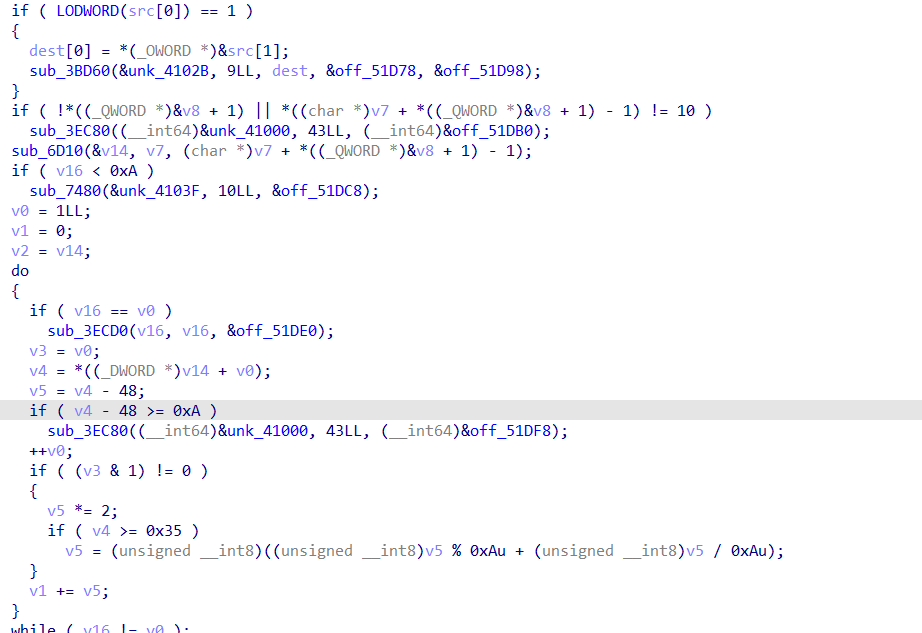 if ( LODWORD(src[0]) == 1 )
{
dest[0] = *(_OWORD *)&src[1];
sub_3BD60(&unk_4102B, 9LL, dest, &off_51D78, &off_51D98);
}
if ( !*((_QWORD *)&v8 + 1) || *((char *)v7 + *((_QWORD *)&v8 + 1) - 1) != 10 )
sub_3EC80((__int64)&unk_41000, 43LL, (__int64)&off_51DB0);
sub_6D10(&v14, v7, (char *)v7 + *((_QWORD *)&v8 + 1) - 1);
if ( v16 < 0xA )
sub_7480(&unk_4103F, 10LL, &off_51DC8);
v0 = 1LL;
v1 = 0;
v2 = v14;
do
{
if ( v16 == v0 )
sub_3ECD0(v16, v16, &off_51DE0);
v3 = v0;
v4 = *((_DWORD *)v14 + v0);
v5 = v4 - 48;
if ( v4 - 48 >= 0xA )
sub_3EC80((__int64)&unk_41000, 43LL, (__int64)&off_51DF8);
++v0;
if ( (v3 & 1) != 0 )
{
v5 *= 2;
if ( v4 >= 0x35 )
v5 = (unsigned __int8)((unsigned __int8)v5 % 0xAu + (unsigned __int8)v5 / 0xAu);
}
v1 += v5;
}
while ( v16 != v0 );